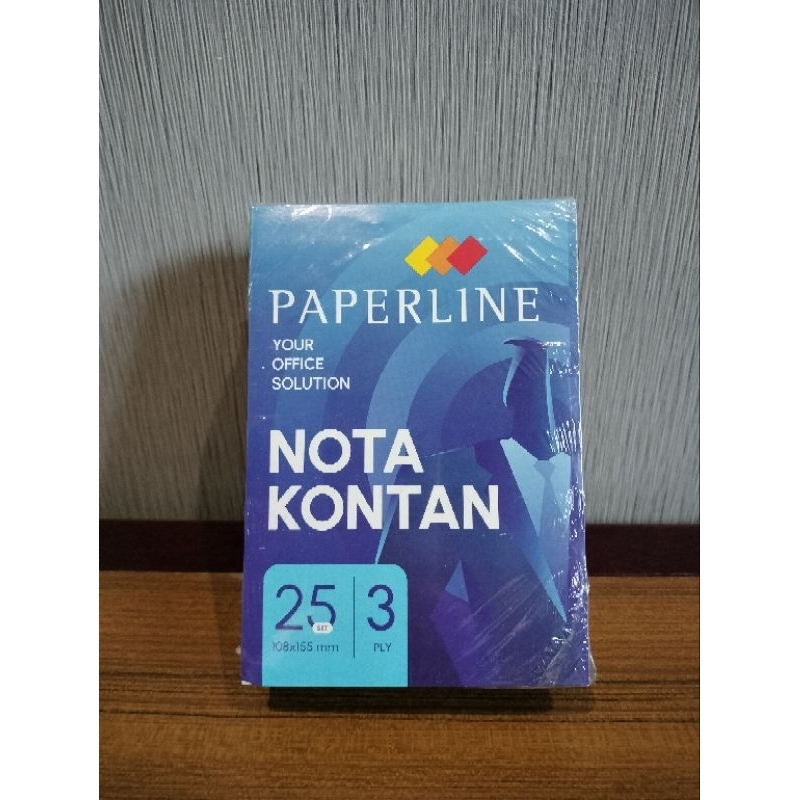 PAPERLINE
YOUR
OFFICE
SOLUTION
NOTA
KONTAN
25 SET
108x155 mm
3
PLY